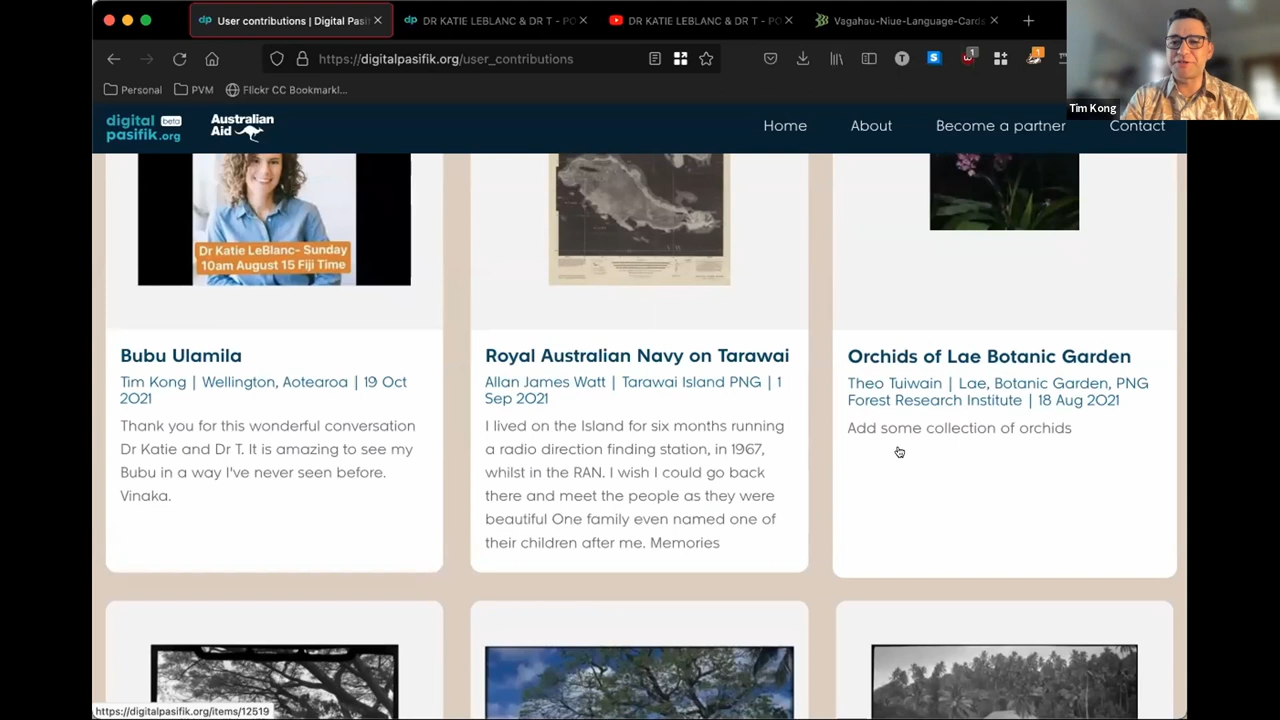 User contributions | Digital Pasif
DR KATIE LEBLANC & DR T - PO
DR KATIE LEBLANC & DR T - PO
Vagahau-Niue-Language-Cards
https://digitalpasifik.org/user_contributions
Personal
PVM
Flickr CC Bookmarkl...
Tim Kong
digital beta
pasifik.org
Australian
Aid
Home
About
Become a partner
Contact
Dr Katie LeBlanc- Sunday
10am August 15 Fiji Time
Bubu Ulamila
Tim Kong | Wellington, Aotearoa | 19 Oct
2021
Thank you for this wonderful conversation
Dr Katie and Dr T. It is amazing to see my
Bubu in a way I've never seen before.
Vinaka.
Royal Australian Navy on Tarawai
Allan James Watt | Tarawai Island PNG | 1
Sep 2021
I lived on the Island for six months running
a radio direction finding station, in 1967,
whilst in the RAN. I wish I could go back
there and meet the people as they were
beautiful One family even named one of
their children after me. Memories
Orchids of Lae Botanic Garden
Theo Tuiwain | Lae, Botanic Garden, PNG
Forest Research Institute | 18 Aug 2021
Add some collection of orchids
https://digitalpasifik.org/items/12519